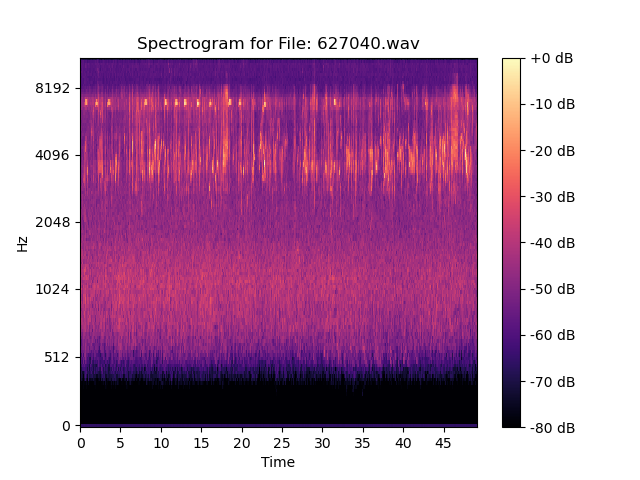 Spectrogram for File: 627040.wav
+0 dB
8192
-10 dB
4096
-20 dB
-30 dB
2048
Hz
-40 dB
1024
-50 dB
-60 dB
512
-70 dB
0
-80 dB
0 5 10 15 20 25 30 35 40 45
Time